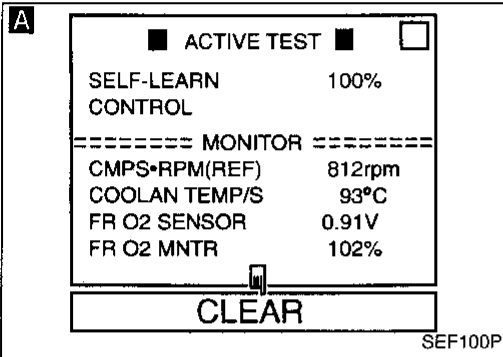 A
ACTIVE TEST
SELF-LEARN 100%
CONTROL
======== MONITOR ========
CMPS•RPM(REF) 812rpm
COOLAN TEMP/S 93°C
FR O2 SENSOR 0.91V
FR O2 MNTR 102%
CLEAR
SEF100P